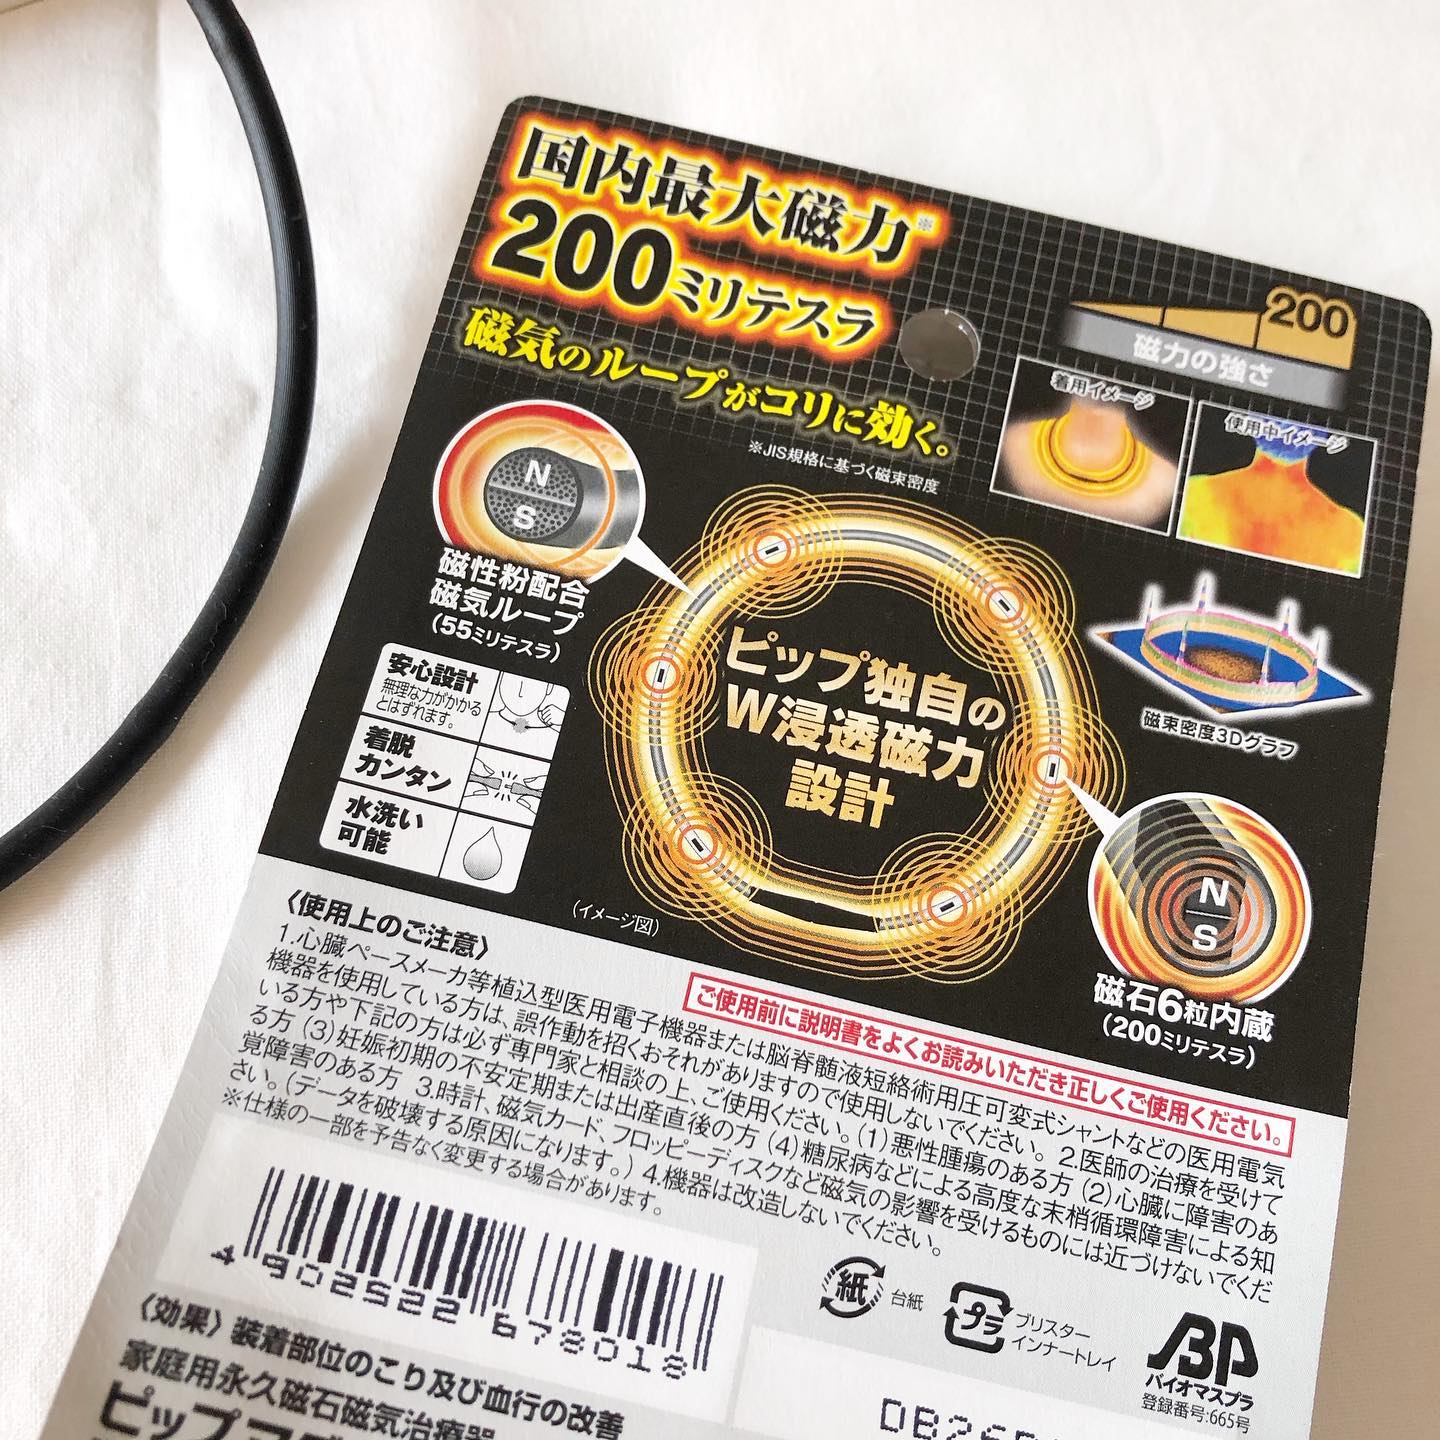 国内最大磁力※
200ミリテスラ
磁気のループがコリに効く。
※JIS規格に基づく磁束密度
200
磁力の強さ
着用イメージ
使用中イメージ
N
S
磁性粉配合
磁気ループ
(55ミリテスラ)
ピップ独自の
W浸透磁力
設計
磁束密度3Dグラフ
安心設計
無理な力がかかる
とはずれます。
着脱
カンタン
水洗い
可能
(イメージ図)
N
S
磁石6粒内蔵
(200ミリテスラ)
〈使用上のご注意〉
ご使用前に説明書をよくお読みいただき正しくご使用ください。
1.心臓ペースメーカ等植込型医用電子機器または脳脊髄液短絡術用圧可変式シャントなどの医用電気
機器を使用している方は、誤作動を招くおそれがありますので使用しないでください。 2.医師の治療を受けて
いる方や下記の方は必ず専門家と相談の上、ご使用ください。(1)悪性腫瘍のある方 (2)心臓に障害のあ
る方 (3)妊娠初期の不安定期または出産直後の方 (4)糖尿病などによる高度な末梢循環障害による知
覚障害のある方 3.時計、磁気カード、フロッピーディスクなど磁気の影響を受けるものには近づけないでくだ
さい。(データを破壊する原因になります。) 4.機器は改造しないでください。
※仕様の一部を予告なく変更する場合があります。
4 902522 678018
紙
台紙
プラ
ブリスター
インナートレイ
BP
バイオマスプラ
登録番号:665号
〈効果〉装着部位のこり及び血行の改善
家庭用永久磁石磁気治療器
ピップマグ